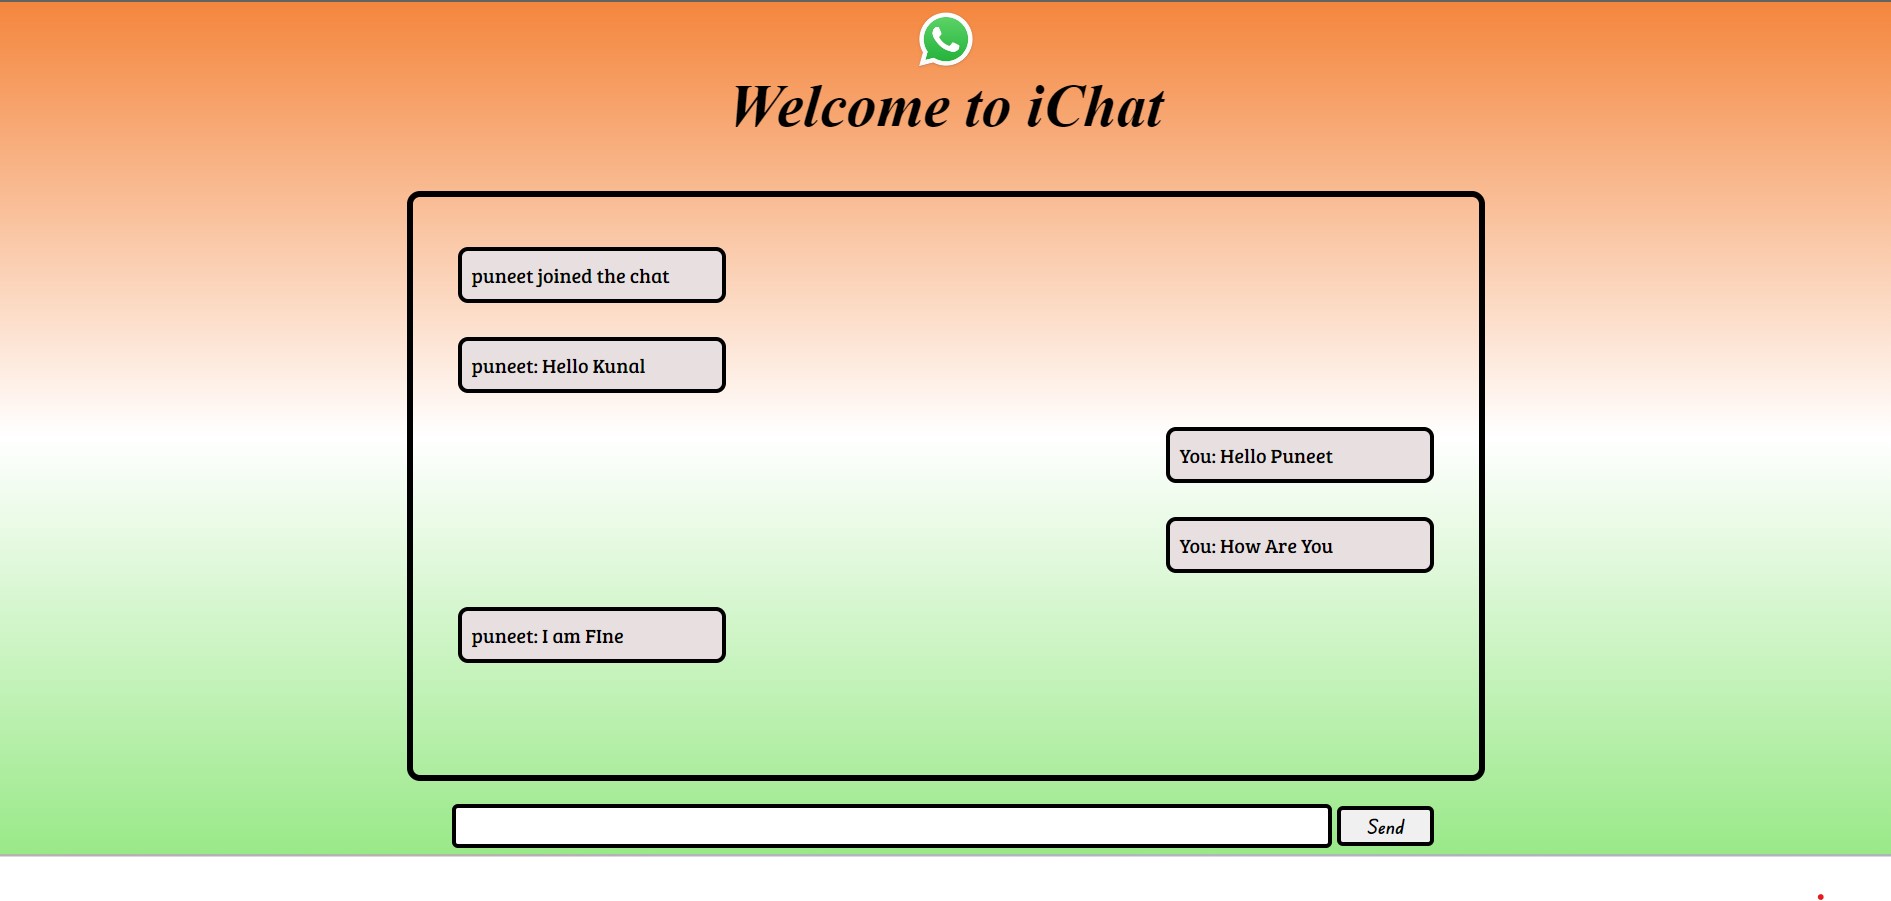 Welcome to iChat
puneet joined the chat
puneet: Hello Kunal
You: Hello Puneet
You: How Are You
puneet: I am FIne
Send